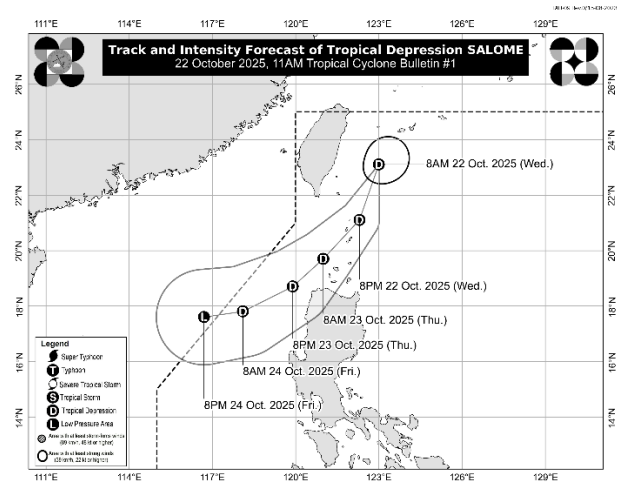 111°E 114°E 117°E 120°E 123°E 126°E 129°E
Track and Intensity Forecast of Tropical Depression SALOME
22 October 2025, 11AM Tropical Cyclone Bulletin #1
26°N 26°N
24°N 24°N
22°N 22°N
20°N 20°N
18°N 18°N
16°N 16°N
14°N 14°N
D 8AM 22 Oct. 2025 (Wed.)
D
8PM 22 Oct. 2025 (Wed.)
D
8AM 23 Oct. 2025 (Thu.)
D
8PM 23 Oct. 2025 (Thu.)
D
8AM 24 Oct. 2025 (Fri.)
L
8PM 24 Oct. 2025 (Fri.)
Legend
Super Typhoon
T Typhoon
Severe Tropical Storm
S Tropical Storm
D Tropical Depression
L Low Pressure Area
111°E 114°E 117°E 120°E 123°E 126°E 129°E